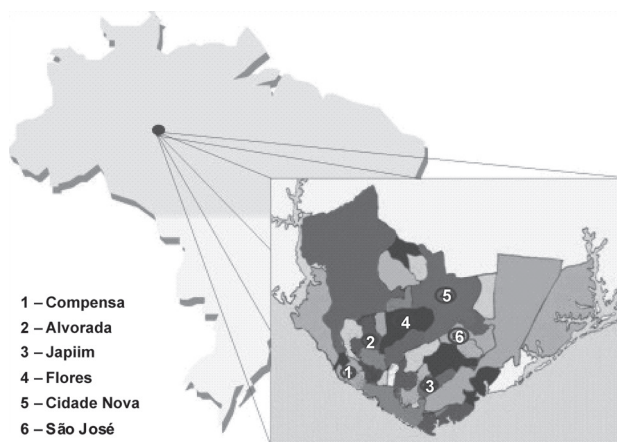 1 – Compensa
2 – Alvorada
3 – Japiim
4 – Flores
5 – Cidade Nova
6 – São José
5
4
6
2
1
3